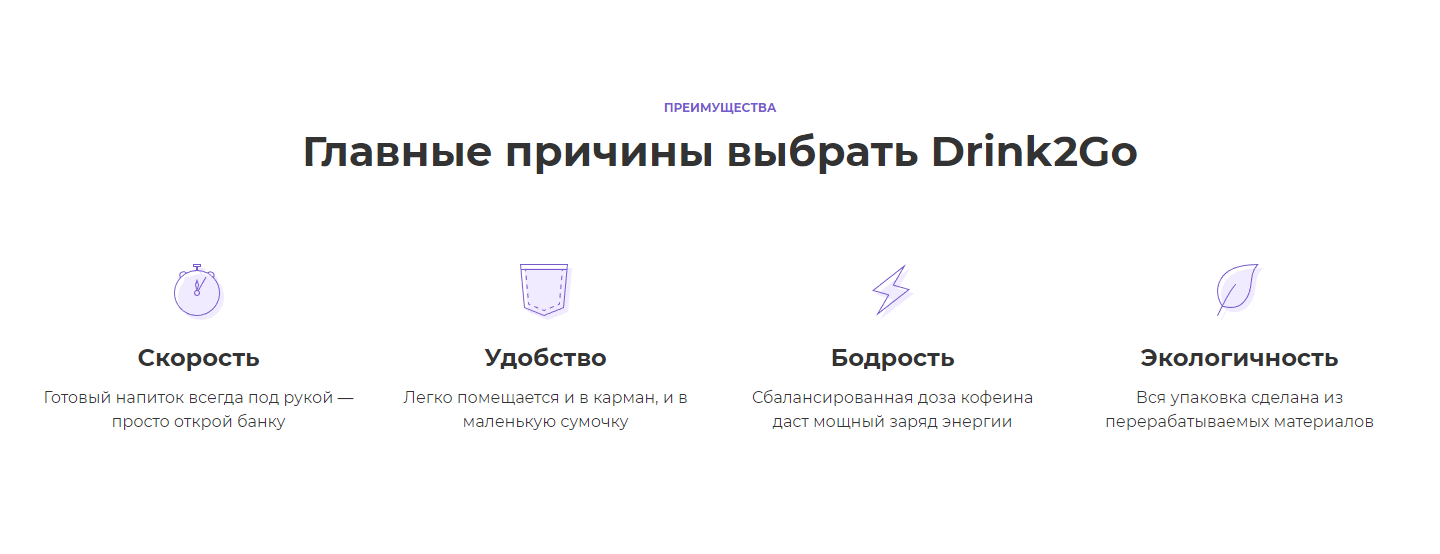 ПРЕИМУЩЕСТВА
Главные причины выбрать Drink2Go
Скорость
Готовый напиток всегда под рукой —
просто открой банку
Удобство
Легко помещается и в карман, и в
маленькую сумочку
Бодрость
Сбалансированная доза кофеина
даст мощный заряд энергии
Экологичность
Вся упаковка сделана из
перерабатываемых материалов